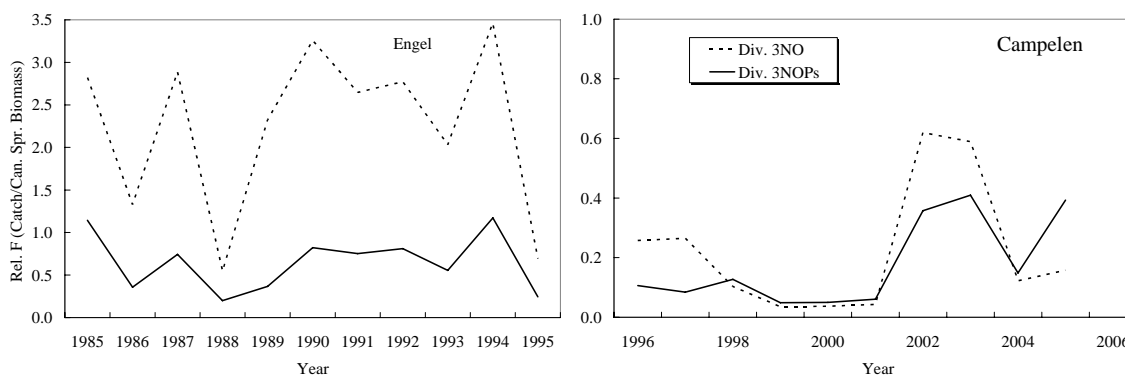 Rel. F (Catch/Can. Spr. Biomass)
3.5
3.0
2.5
2.0
1.5
1.0
0.5
0.0
Engel
1985 1986 1987 1988 1989 1990 1991 1992 1993 1994 1995
Year
1.0
0.8
0.6
0.4
0.2
0.0
Div. 3NO
Div. 3NOPs
Campelen
1996 1998 2000 2002 2004 2006
Year